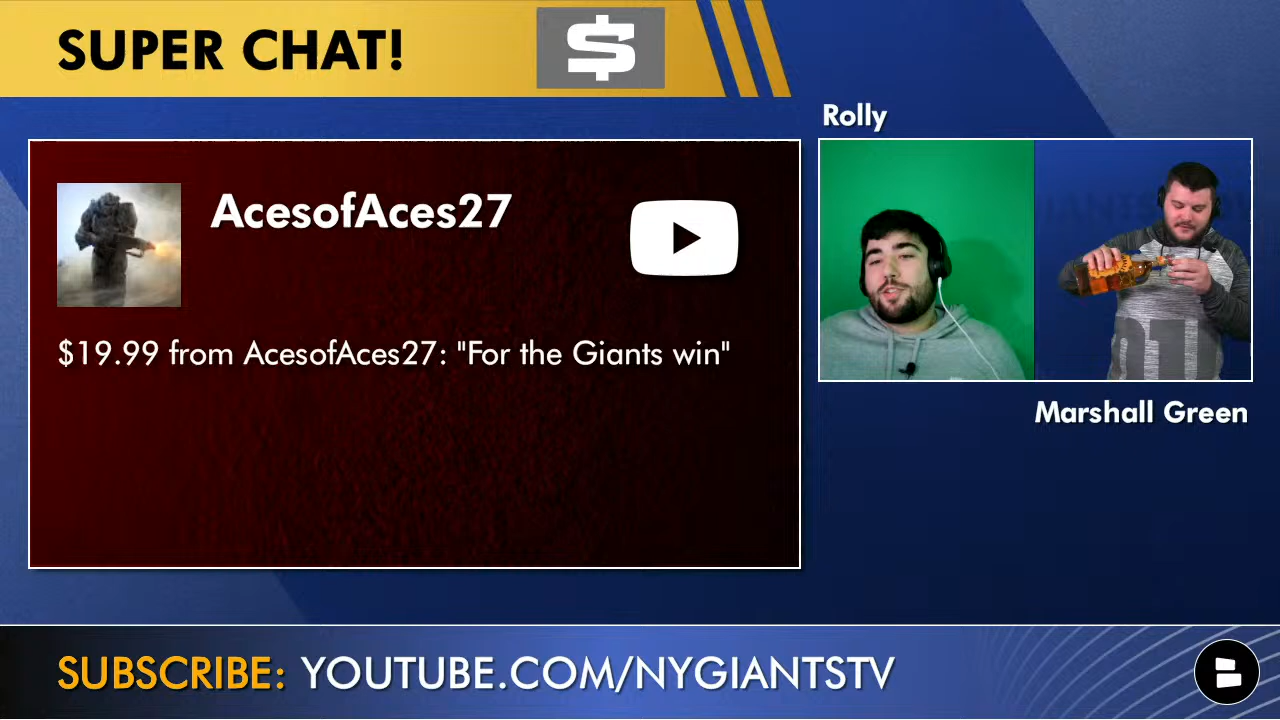 SUPER CHAT!
Rolly
AcesofAces27
$19.99 from AcesofAces27: "For the Giants win"
Marshall Green
SUBSCRIBE: YOUTUBE.COM/NYGIANTSTV